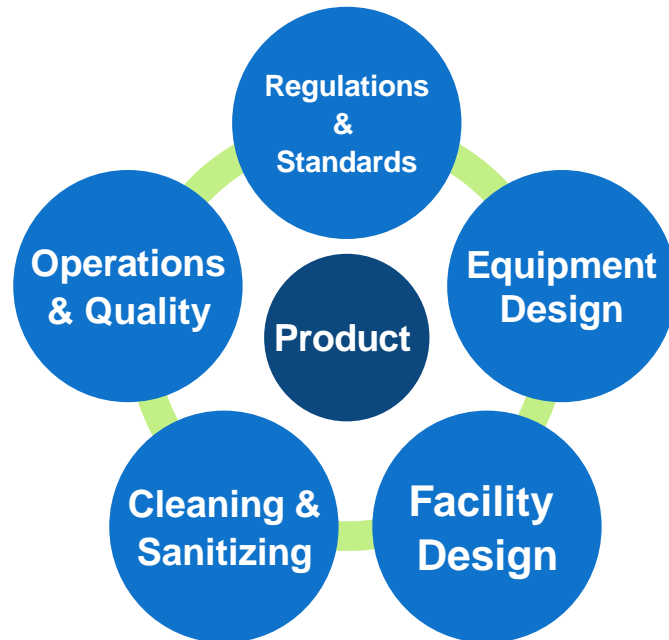 Regulations
&
Standards
Equipment
Design
Facility
Design
Cleaning &
Sanitizing
Operations
& Quality
Product